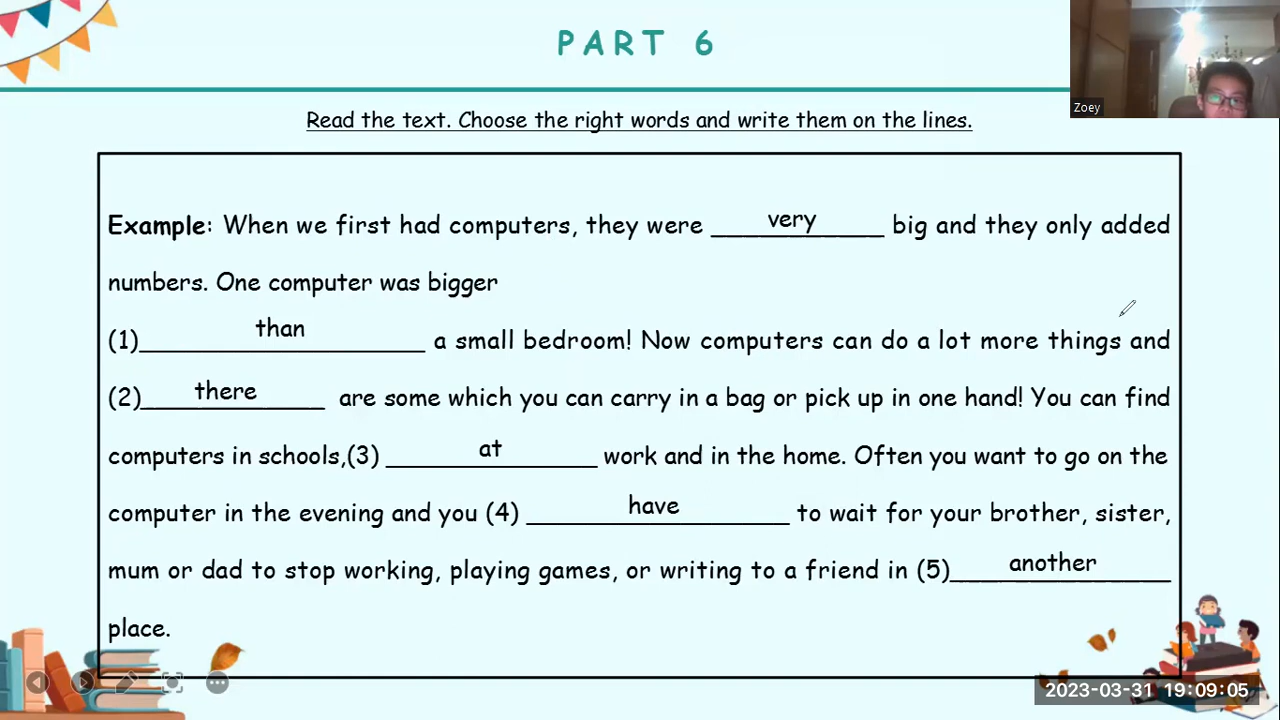 PART 6
Zoey
Read the text. Choose the right words and write them on the lines.
Example: When we first had computers, they were ____________ very big and they only added
numbers. One computer was bigger
(1)____________________ than a small bedroom! Now computers can do a lot more things and
(2)_____________ there are some which you can carry in a bag or pick up in one hand! You can find
computers in schools,(3) _______________ at work and in the home. Often you want to go on the
computer in the evening and you (4) ___________________ have to wait for your brother, sister,
mum or dad to stop working, playing games, or writing to a friend in (5)________________ another
place.
2023-03-31 19:09:05